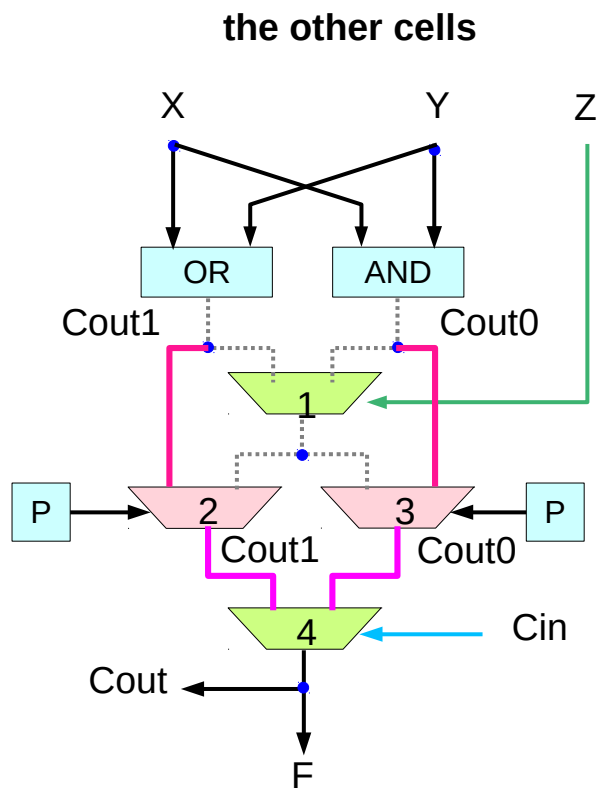 the other cells
X Y Z
OR AND
Cout1 Cout0
1
P 2 3 P
Cout1 Cout0
4 Cin
Cout
F